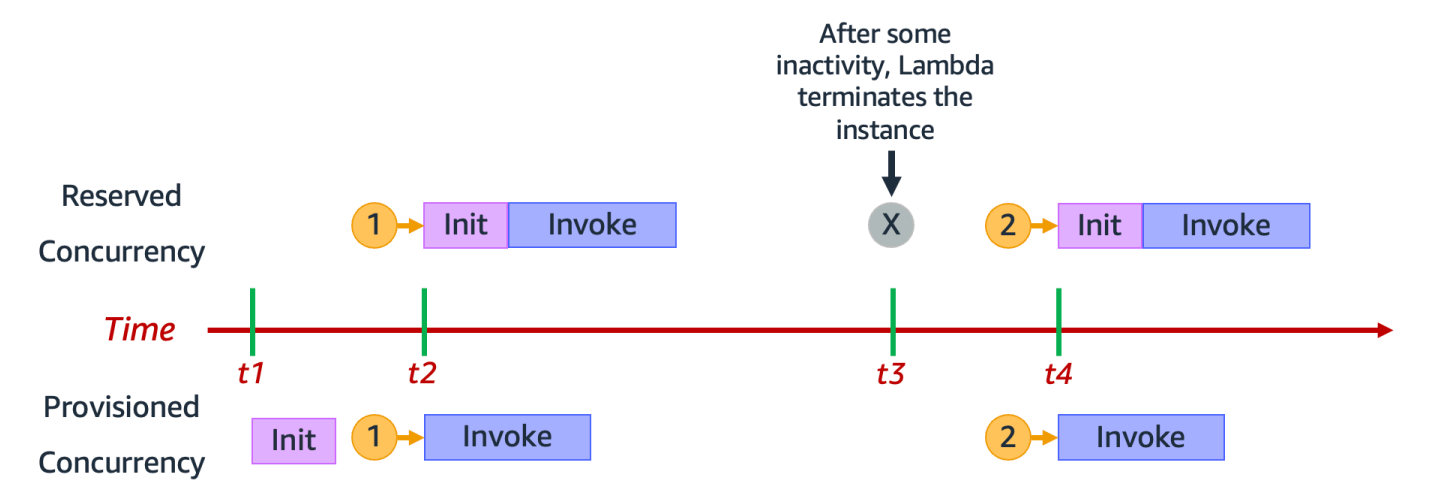 After some
inactivity, Lambda
terminates the
instance
Reserved
Concurrency
1
Init
Invoke
X
2
Init
Invoke
Time
t1
t2
t3
t4
Provisioned
Concurrency
Init
1
Invoke
2
Invoke